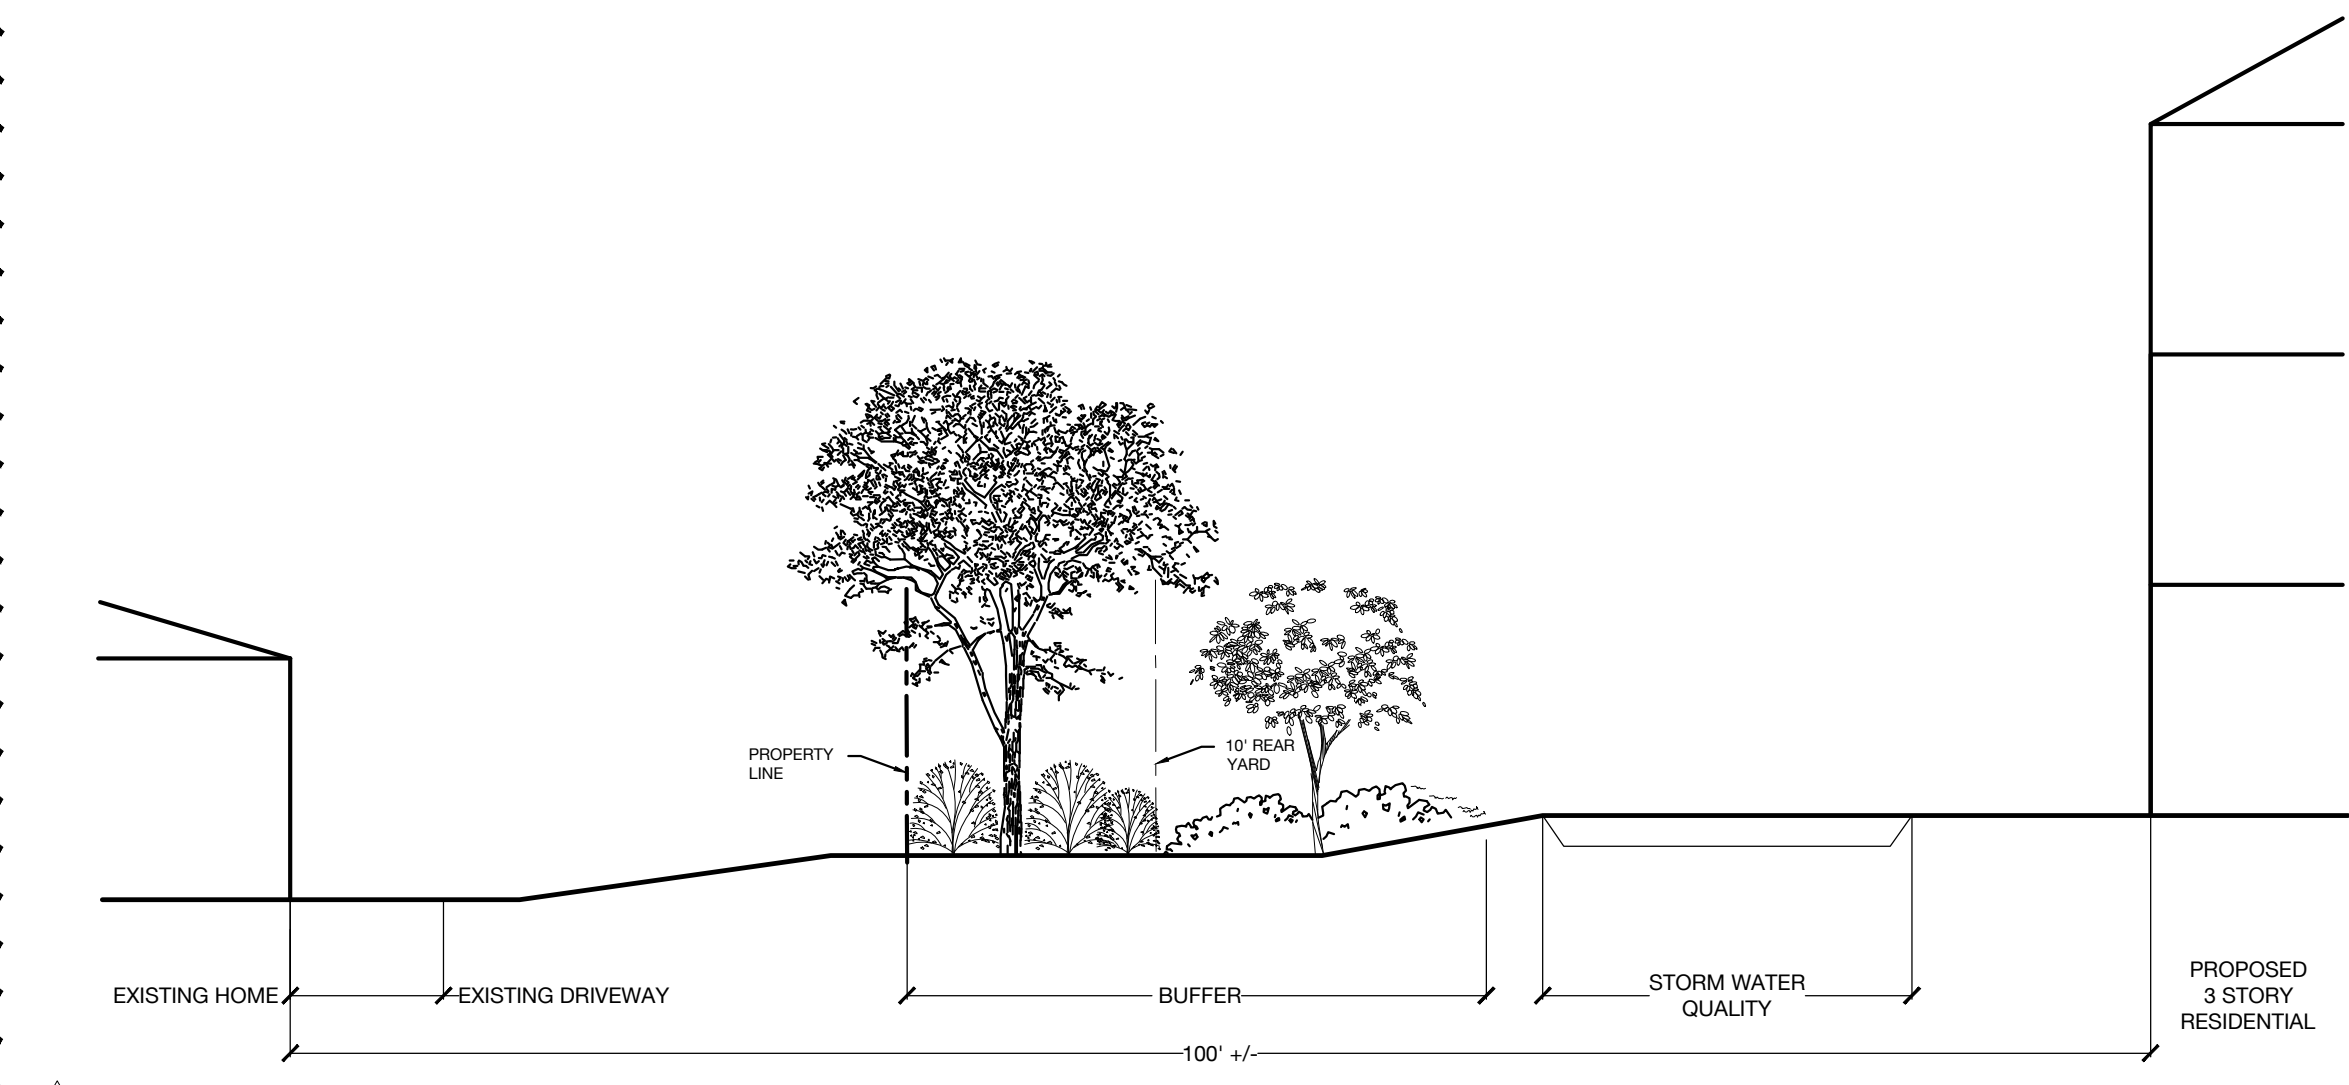 PROPERTY
LINE
10' REAR
YARD
EXISTING HOME
EXISTING DRIVEWAY
BUFFER
STORM WATER
QUALITY
PROPOSED
3 STORY
RESIDENTIAL
100' +/-